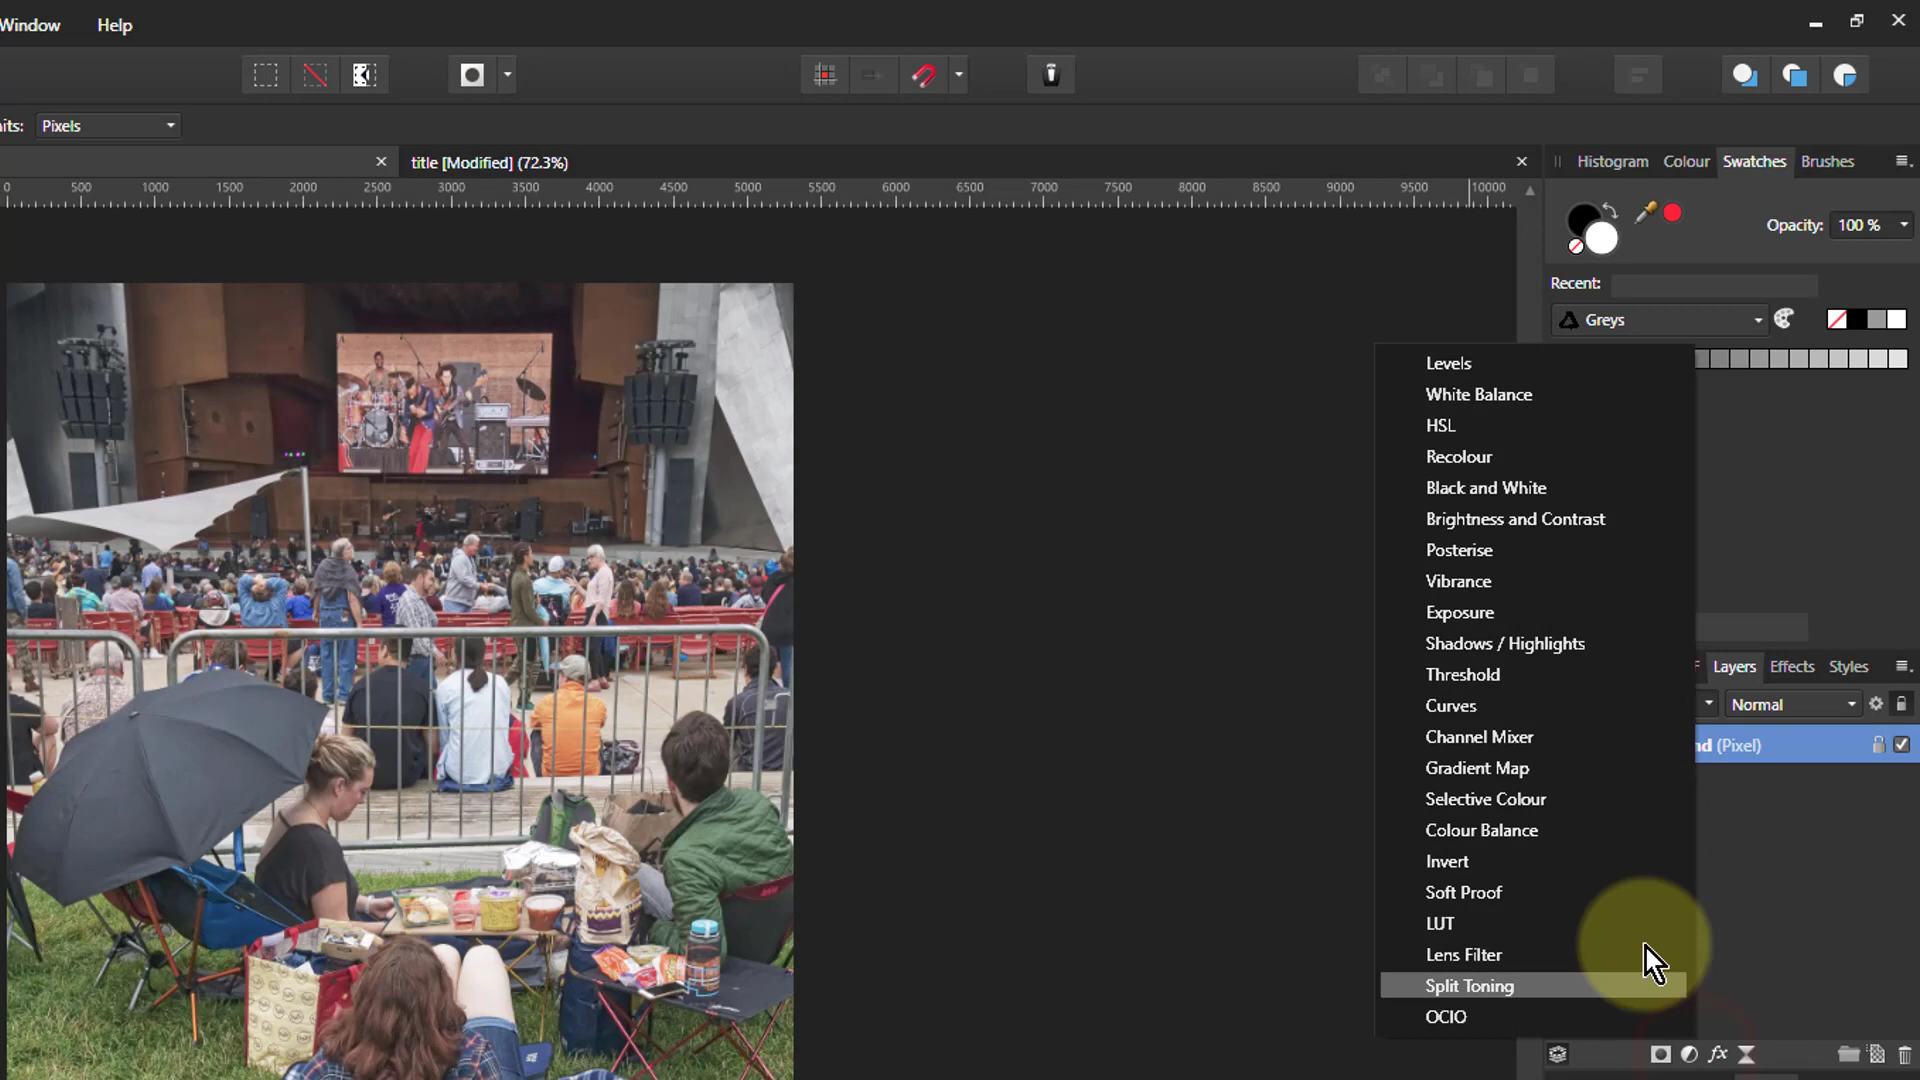 Window Help
its: Pixels
title [Modified] (72.3%)
Histogram Colour Swatches Brushes
0 500 1000 1500 2000 2500 3000 3500 4000 4500 5000 5500 6000 6500 7000 7500 8000 8500 9000 9500 10000
Opacity: 100 %
Recent:
Greys
Levels
White Balance
HSL
Recolour
Black and White
Brightness and Contrast
Posterise
Vibrance
Exposure
Shadows / Highlights
Threshold
Curves
Channel Mixer
Gradient Map
Selective Colour
Colour Balance
Invert
Soft Proof
LUT
Lens Filter
Split Toning
OCIO
Layers Effects Styles
Normal
nd (Pixel)
fx